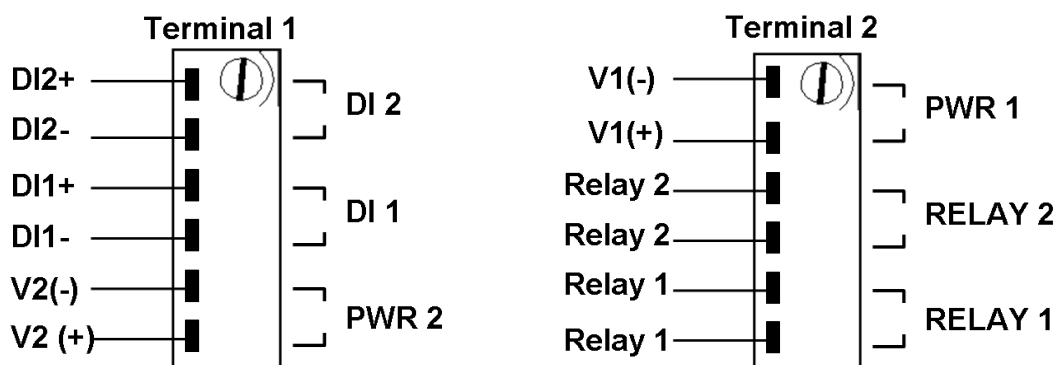 Terminal 1
DI2+
DI2-
DI 2
DI1+
DI1-
DI 1
V2(-)
V2 (+)
PWR 2
Terminal 2
V1(-)
V1(+)
PWR 1
Relay 2
Relay 2
RELAY 2
Relay 1
Relay 1
RELAY 1